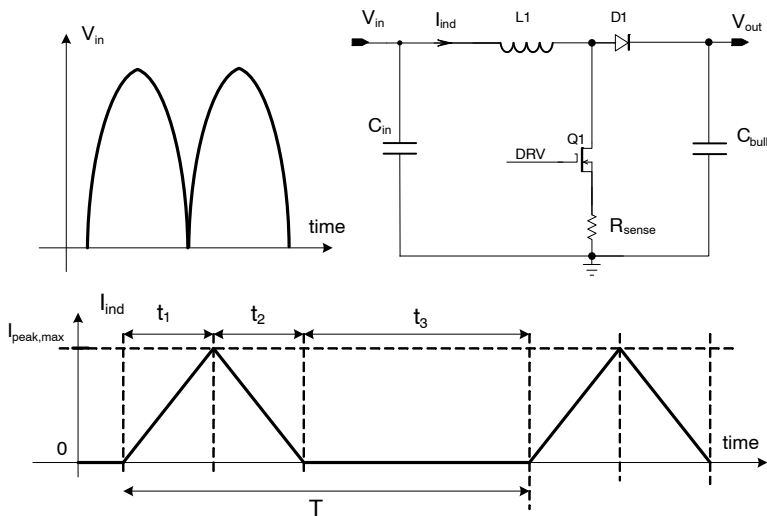 V_in
time
V_in
I_ind
L1
D1
V_out
C_in
DRV
Q1
C_bulk
R_sense
I_ind
I_peak,max
t_1
t_2
t_3
0
time
T